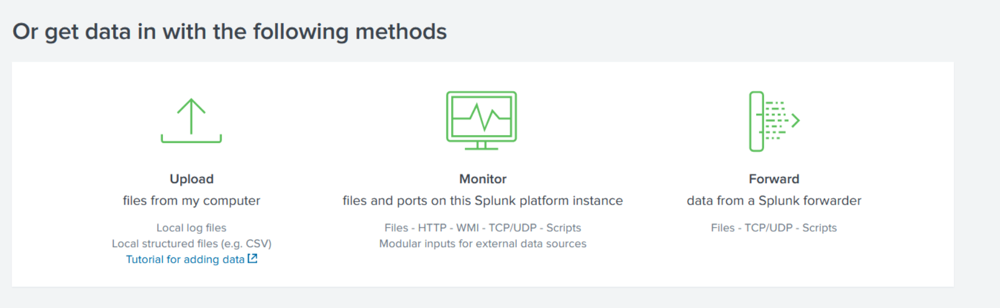 Or get data in with the following methods
Upload
files from my computer
Local log files
Local structured files (e.g. CSV)
Tutorial for adding data
Monitor
files and ports on this Splunk platform instance
Files - HTTP - WMI - TCP/UDP - Scripts
Modular inputs for external data sources
Forward
data from a Splunk forwarder
Files - TCP/UDP - Scripts